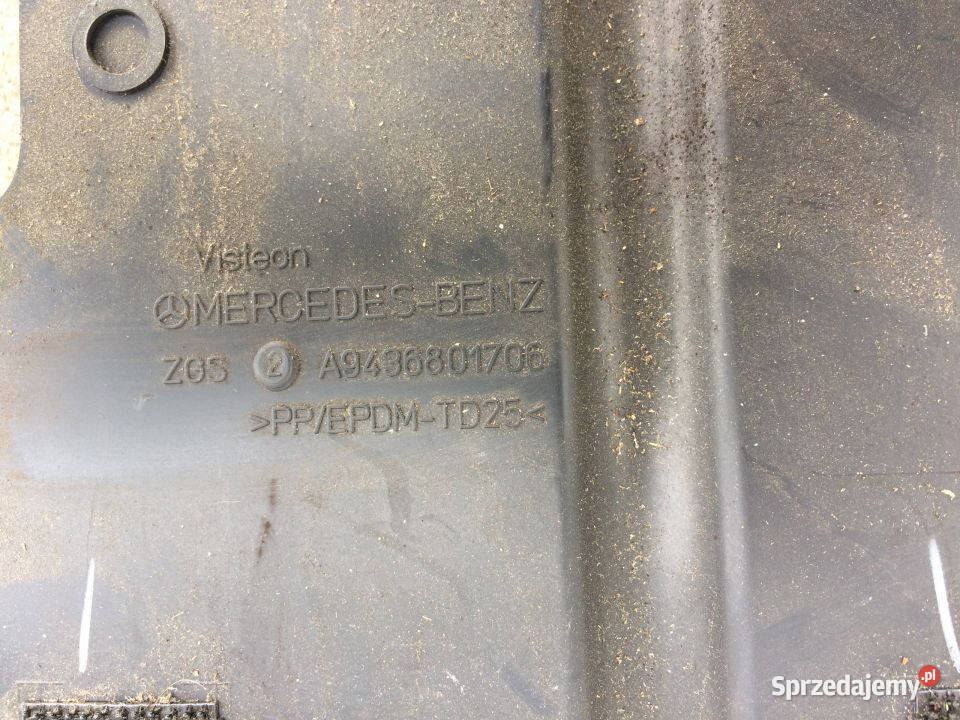 Visteon
MERCEDES-BENZ
ZGS 2 A9436801706
>PP/EPDM-TD25<
Sprzedajemy.pl